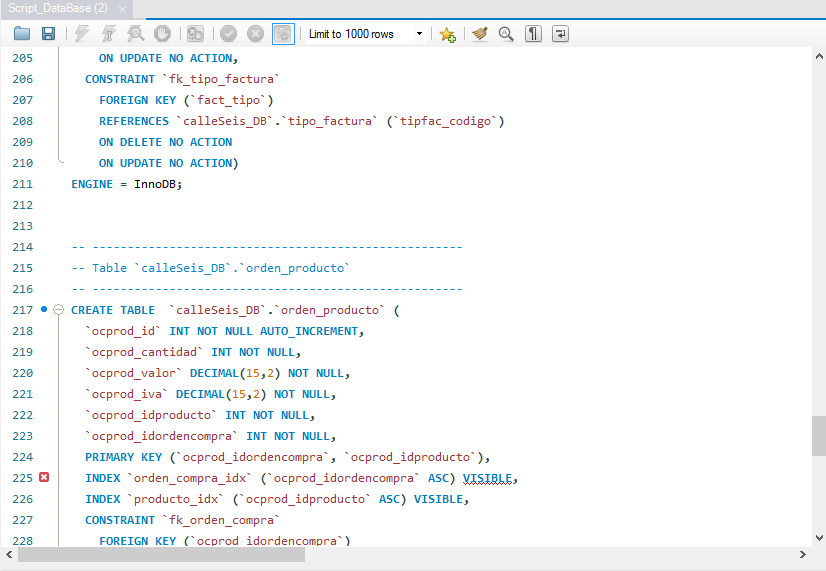 Script_DataBase (2)
Limit to 1000 rows
205 ON UPDATE NO ACTION,
206 CONSTRAINT `fk_tipo_factura`
207 FOREIGN KEY (`fact_tipo`)
208 REFERENCES `calleSeis_DB`.`tipo_factura` (`tipfac_codigo`)
209 ON DELETE NO ACTION
210 ON UPDATE NO ACTION)
211 ENGINE = InnoDB;
212
213
214 -- -----------------------------------------------------
215 -- Table `calleSeis_DB`.`orden_producto`
216 -- -----------------------------------------------------
217 CREATE TABLE  `calleSeis_DB`.`orden_producto` (
218 `ocprod_id` INT NOT NULL AUTO_INCREMENT,
219 `ocprod_cantidad` INT NOT NULL,
220 `ocprod_valor` DECIMAL(15,2) NOT NULL,
221 `ocprod_iva` DECIMAL(15,2) NOT NULL,
222 `ocprod_idproducto` INT NOT NULL,
223 `ocprod_idordencompra` INT NOT NULL,
224 PRIMARY KEY (`ocprod_idordencompra`, `ocprod_idproducto`),
225 INDEX `orden_compra_idx` (`ocprod_idordencompra` ASC) VISIBLE,
226 INDEX `producto_idx` (`ocprod_idproducto` ASC) VISIBLE,
227 CONSTRAINT `fk_orden_compra`
228 FOREIGN KEY (`ocprod_idordencompra`)